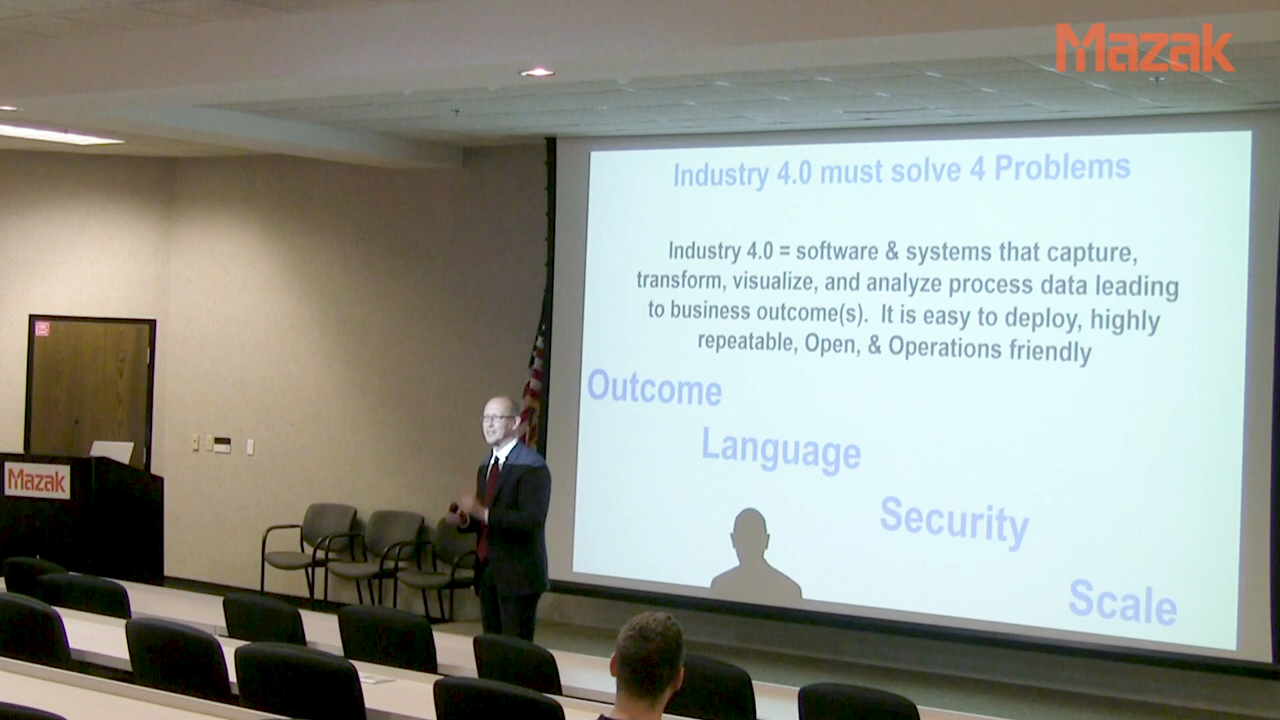 Mazak
Industry 4.0 must solve 4 Problems
Industry 4.0 = software & systems that capture,
transform, visualize, and analyze process data leading
to business outcome(s). It is easy to deploy, highly
repeatable, Open, & Operations friendly
Outcome
Language
Security
Scale
Mazak